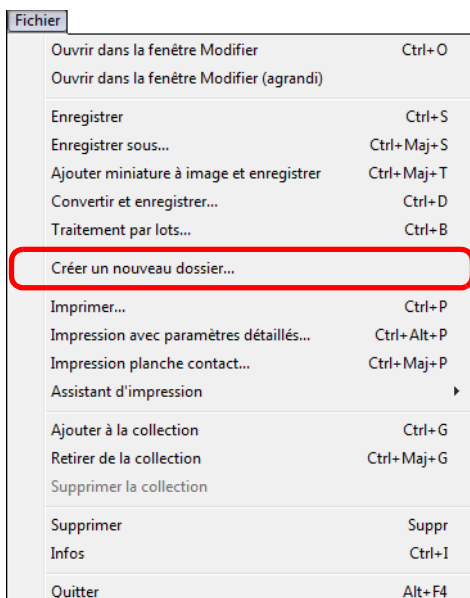 Fichier
Ouvrir dans la fenêtre Modifier Ctrl+O
Ouvrir dans la fenêtre Modifier (agrandi)
Enregistrer Ctrl+S
Enregistrer sous... Ctrl+Maj+S
Ajouter miniature à image et enregistrer Ctrl+Maj+T
Convertir et enregistrer... Ctrl+D
Traitement par lots... Ctrl+B
Créer un nouveau dossier...
Imprimer... Ctrl+P
Impression avec paramètres détaillés... Ctrl+Alt+P
Impression planche contact... Ctrl+Maj+P
Assistant d'impression
Ajouter à la collection Ctrl+G
Retirer de la collection Ctrl+Maj+G
Supprimer la collection
Supprimer Suppr
Infos Ctrl+I
Quitter Alt+F4